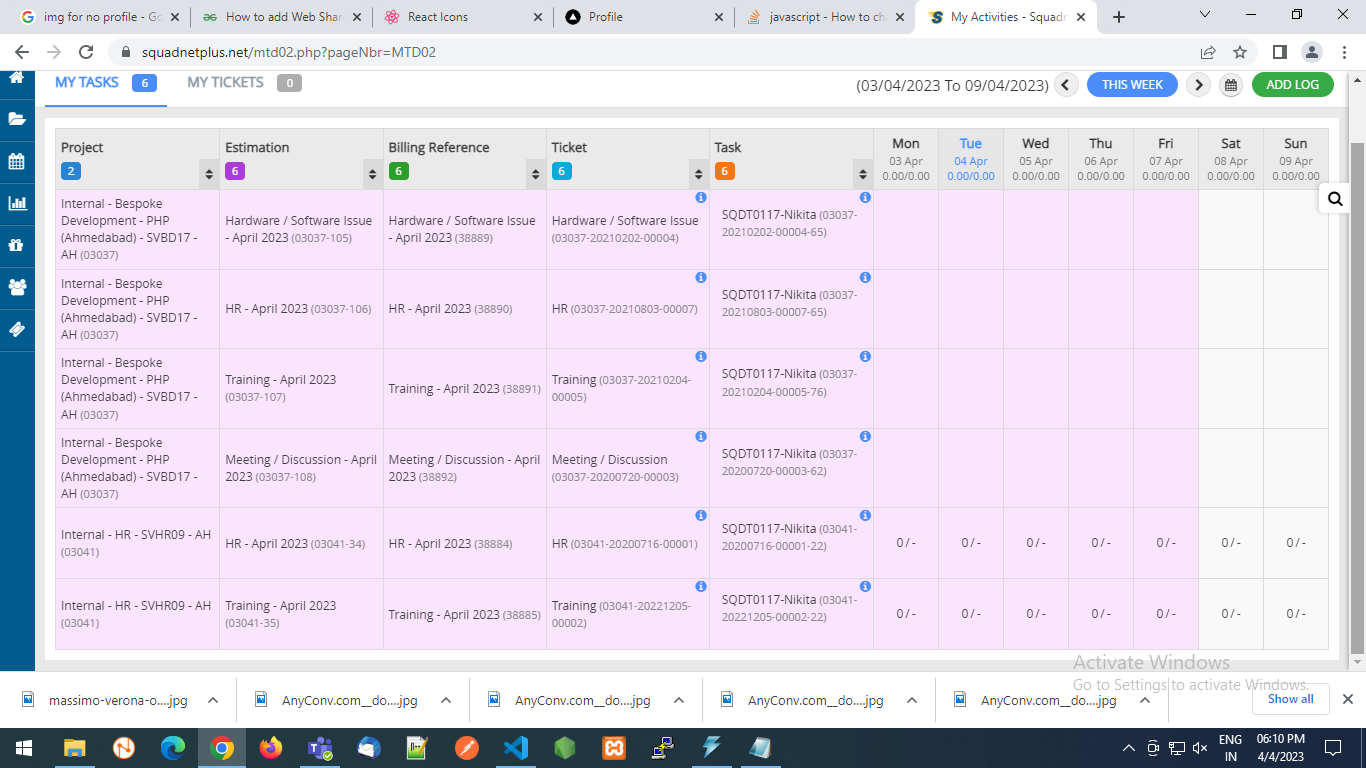 img for no profile - Go
How to add Web Shar
React Icons
Profile
javascript - How to ch
My Activities - Squadr
squadnetplus.net/mtd02.php?pageNbr=MTD02
MY TASKS 6 MY TICKETS 0
(03/04/2023 To 09/04/2023) THIS WEEK ADD LOG
Project Estimation Billing Reference Ticket Task Mon Tue Wed Thu Fri Sat Sun
2 6 6 6 6 03 Apr 04 Apr 05 Apr 06 Apr 07 Apr 08 Apr 09 Apr
0.00/0.00 0.00/0.00 0.00/0.00 0.00/0.00 0.00/0.00 0.00/0.00 0.00/0.00
Internal - Bespoke
Development - PHP
(Ahmedabad) - SVBD17 -
AH (03037)
Hardware / Software Issue
- April 2023 (03037-105)
Hardware / Software Issue
- April 2023 (38889)
Hardware / Software Issue
(03037-20210202-00004)
SQDT0117-Nikita (03037-
20210202-00004-65)
Internal - Bespoke
Development - PHP
(Ahmedabad) - SVBD17 -
AH (03037)
HR - April 2023 (03037-106)
HR - April 2023 (38890)
HR (03037-20210803-00007)
SQDT0117-Nikita (03037-
20210803-00007-65)
Internal - Bespoke
Development - PHP
(Ahmedabad) - SVBD17 -
AH (03037)
Training - April 2023
(03037-107)
Training - April 2023 (38891)
Training (03037-20210204-
00005)
SQDT0117-Nikita (03037-
20210204-00005-76)
Internal - Bespoke
Development - PHP
(Ahmedabad) - SVBD17 -
AH (03037)
Meeting / Discussion - April
2023 (03037-108)
Meeting / Discussion - April
2023 (38892)
Meeting / Discussion
(03037-20200720-00003)
SQDT0117-Nikita (03037-
20200720-00003-62)
Internal - HR - SVHR09 - AH
(03041)
HR - April 2023 (03041-34)
HR - April 2023 (38884)
HR (03041-20200716-00001)
SQDT0117-Nikita (03041-
20200716-00001-22)
0 / - 0 / - 0 / - 0 / - 0 / - 0 / - 0 / -
Internal - HR - SVHR09 - AH
(03041)
Training - April 2023
(03041-35)
Training - April 2023 (38885)
Training (03041-20221205-
00002)
SQDT0117-Nikita (03041-
20221205-00002-22)
0 / - 0 / - 0 / - 0 / - 0 / - 0 / - 0 / -
Activate Windows
Go to Settings to activate Windows.
massimo-verona-o....jpg
AnyConv.com__do....jpg
AnyConv.com__do....jpg
AnyConv.com__do....jpg
AnyConv.com__do....jpg
Show all
ENG
IN
06:10 PM
4/4/2023